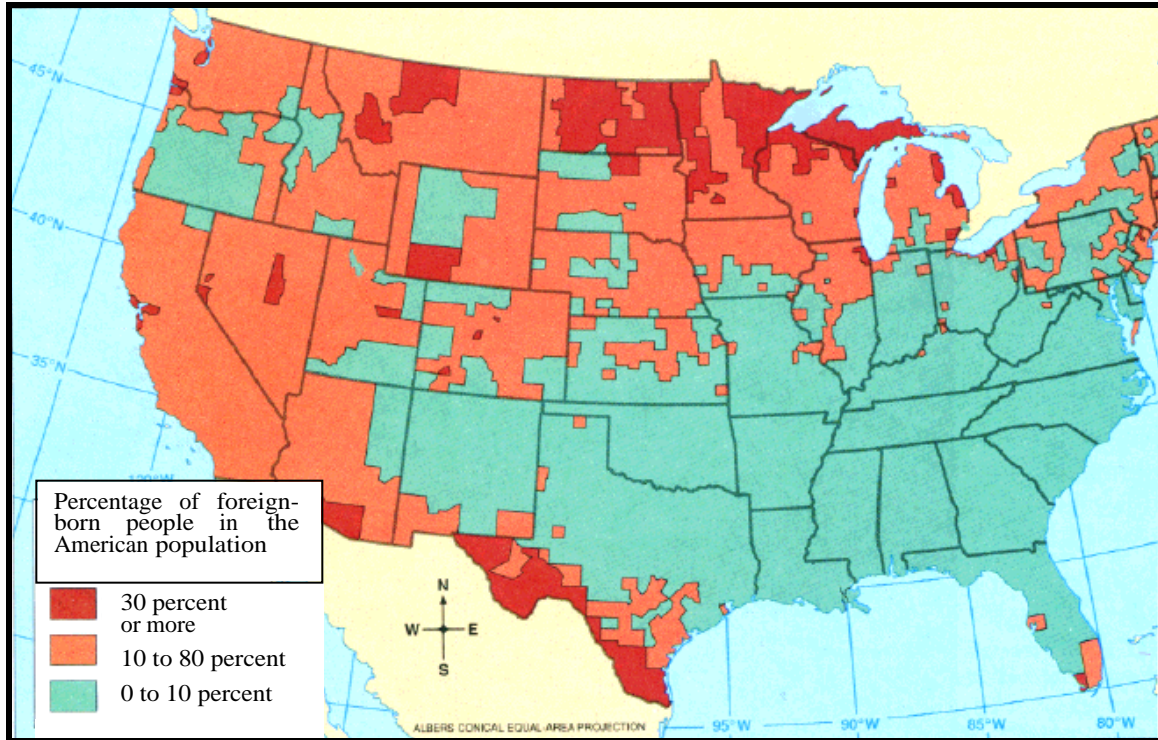 45°N
40°N
35°N
120°W
Percentage of foreign-
born people in the
American population
30 percent
or more
10 to 80 percent
0 to 10 percent
N
W E
S
ALBERS CONICAL EQUAL-AREA PROJECTION
95°W
90°W
85°W
80°W